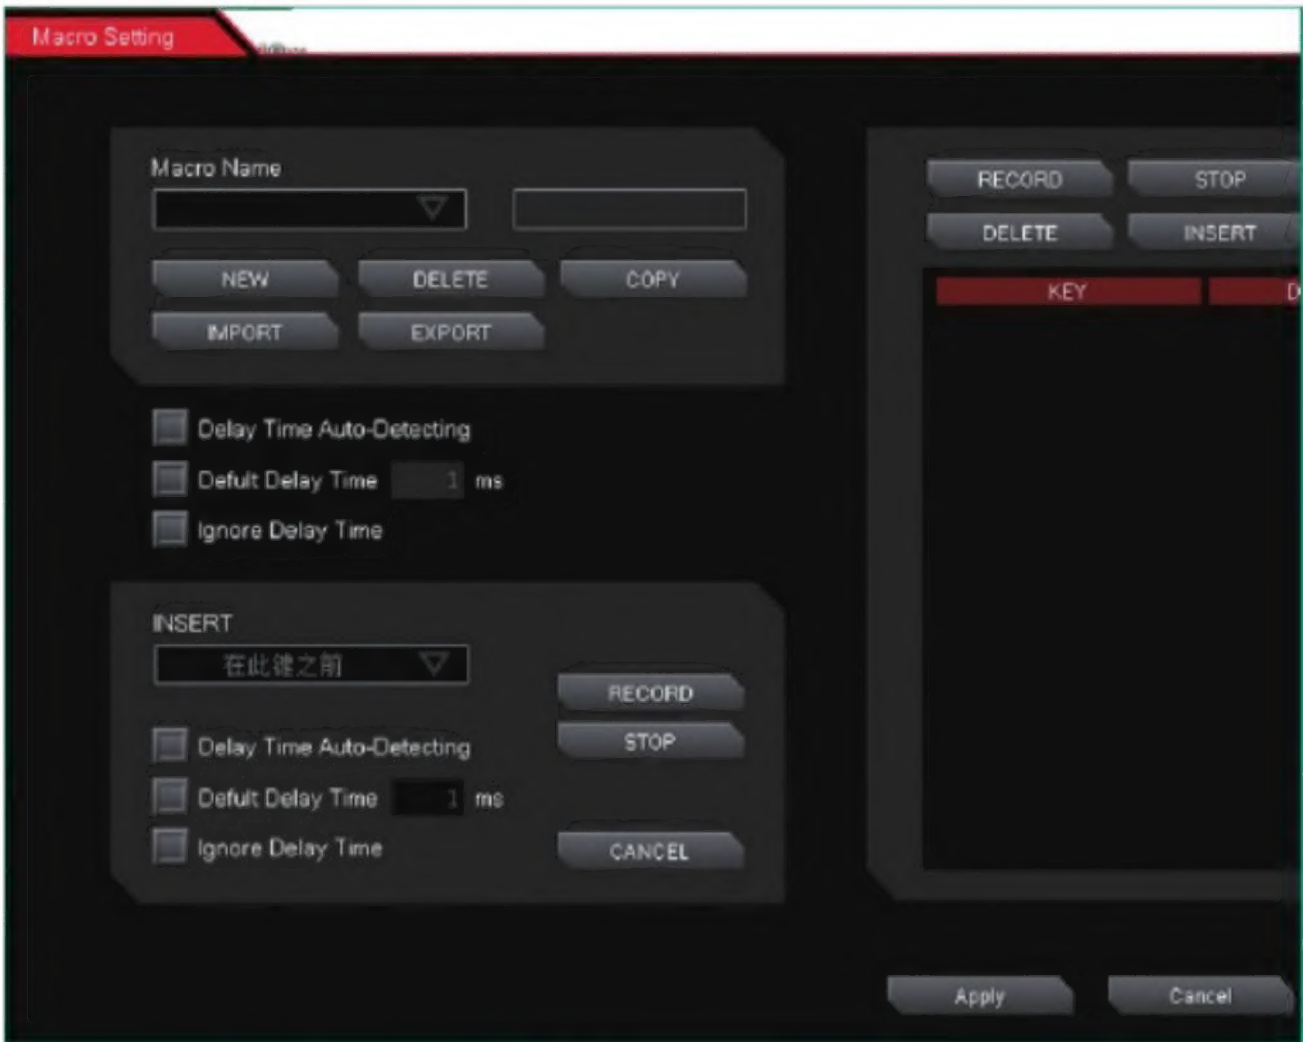 Macro Setting
Macro Name
NEW DELETE COPY
IMPORT EXPORT
Delay Time Auto-Detecting
Defult Delay Time 1 ms
Ignore Delay Time
INSERT
在此鍵之前
RECORD
STOP
Delay Time Auto-Detecting
Defult Delay Time 1 ms
Ignore Delay Time
CANCEL
RECORD STOP
DELETE INSERT
KEY D
Apply Cancel